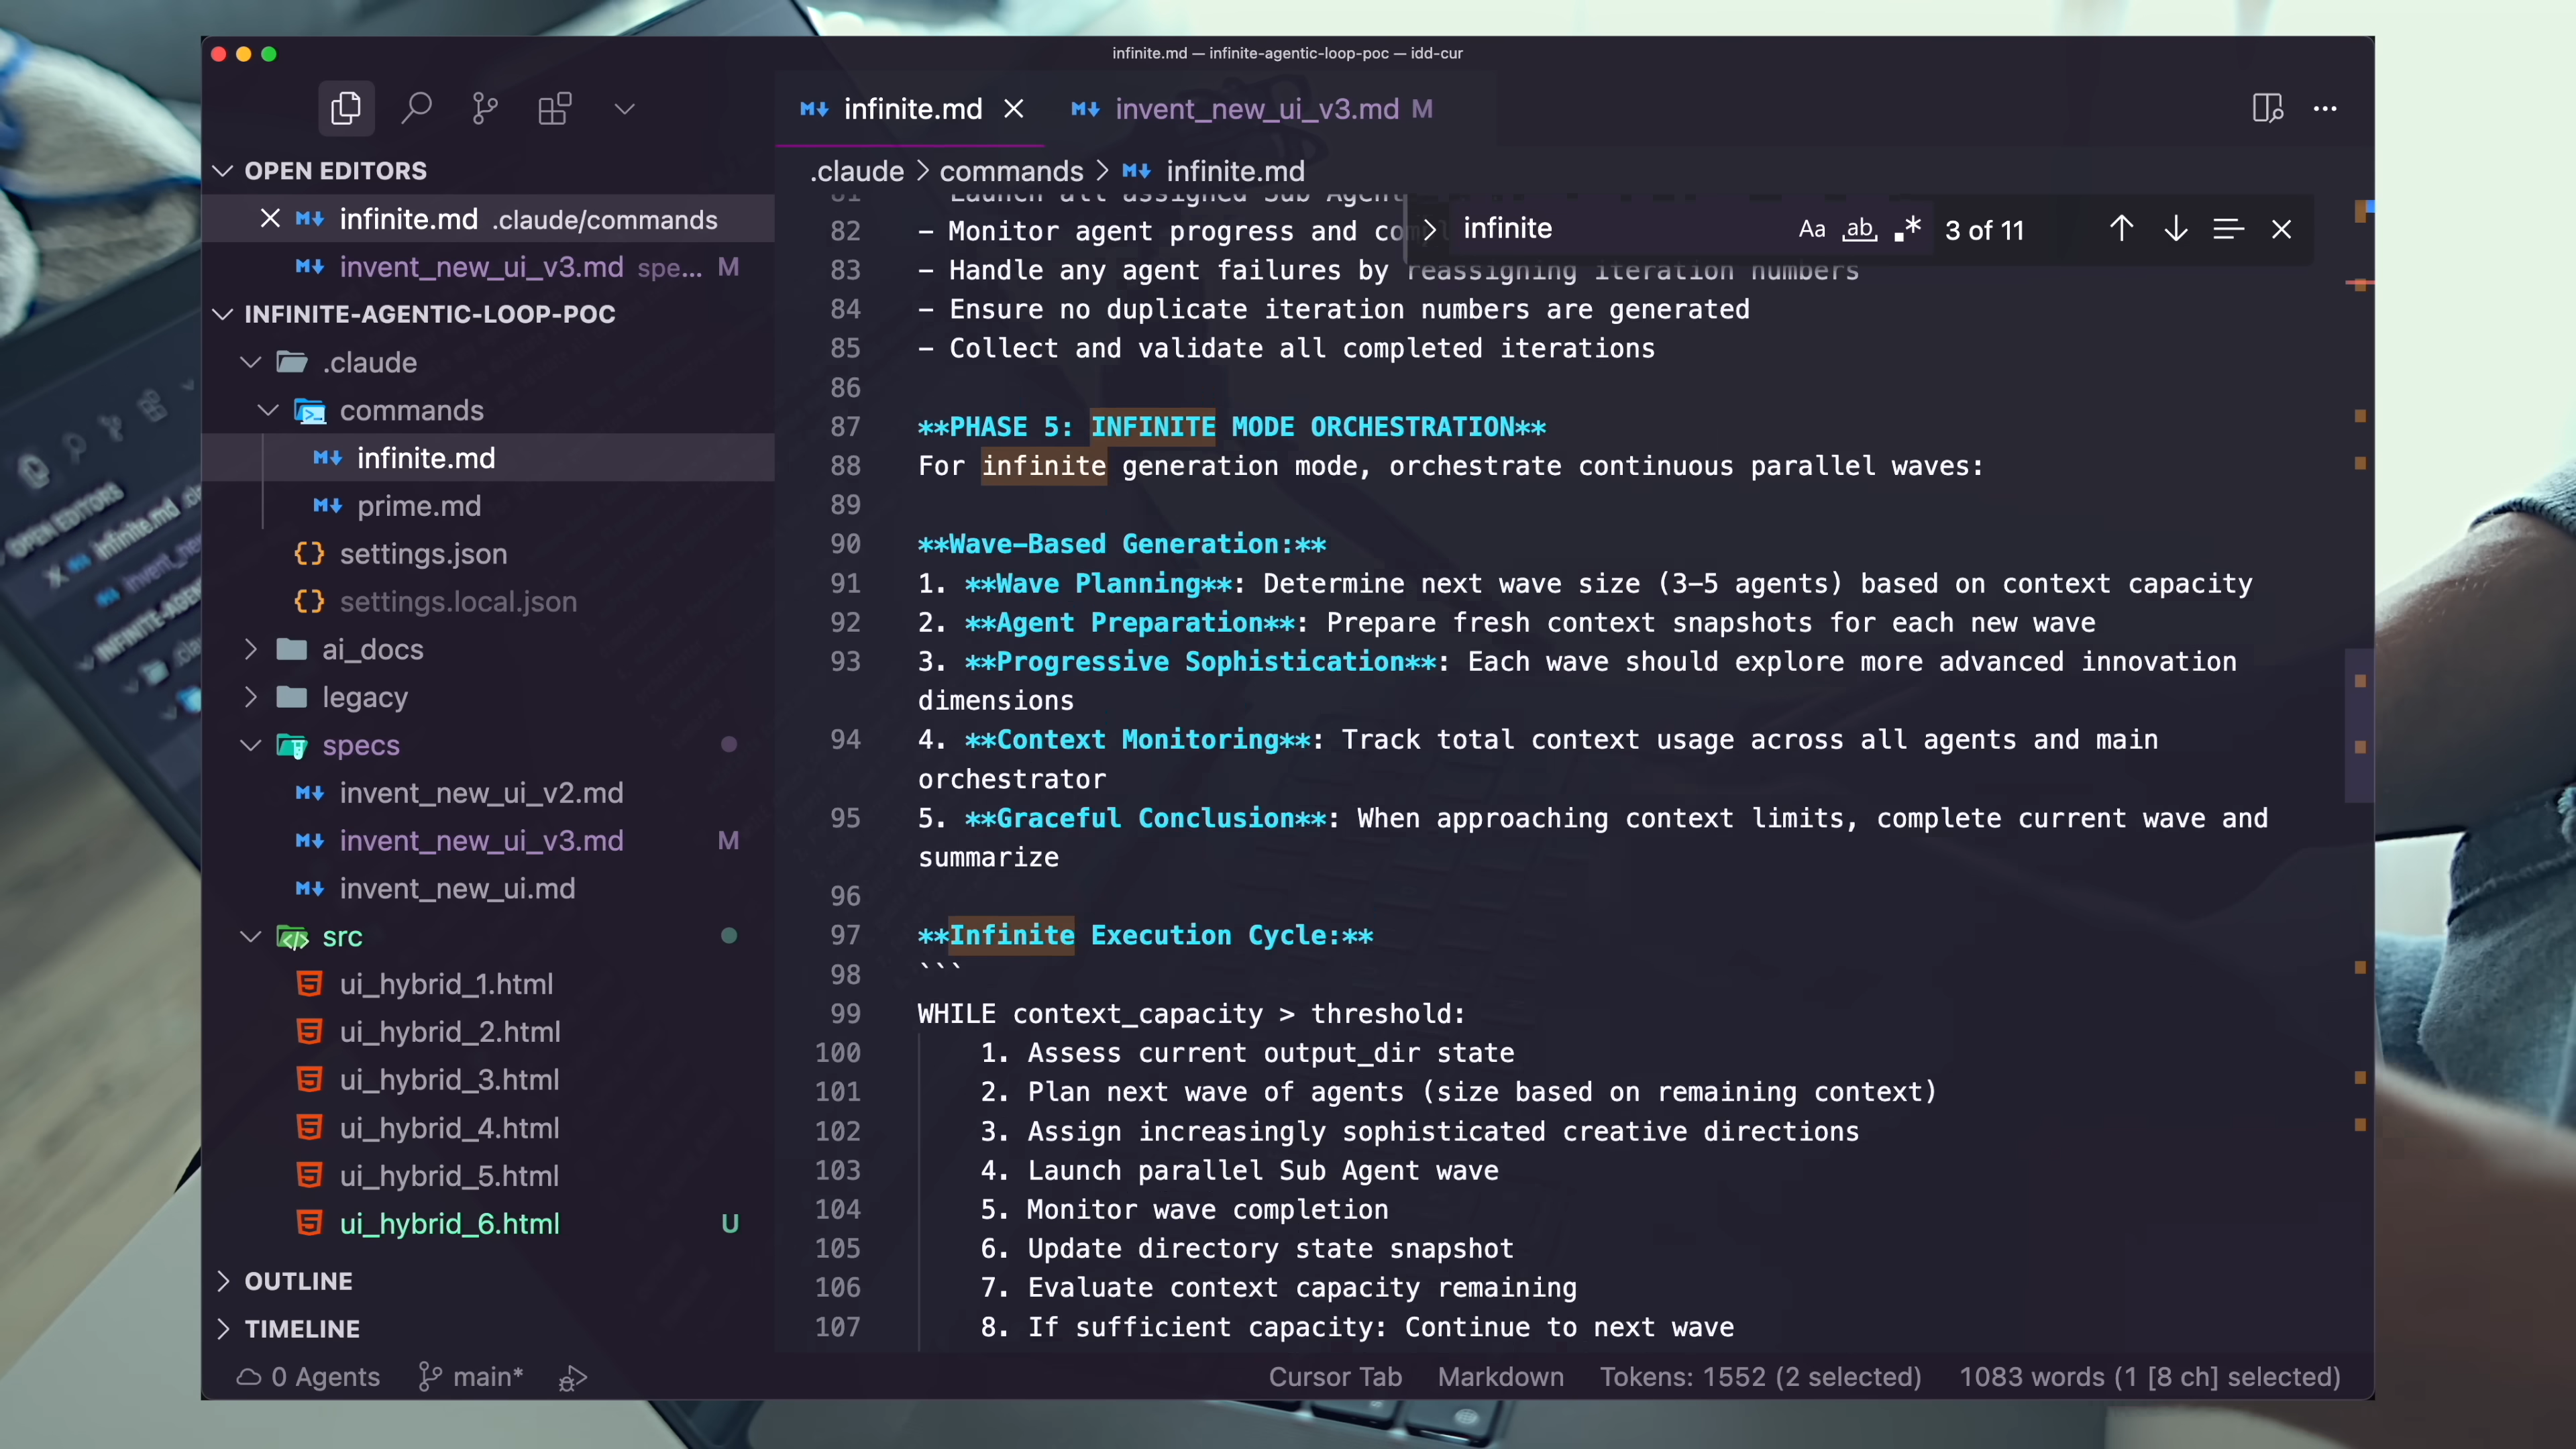 infinite.md — infinite-agentic-loop-poc — idd-cur
infinite.md
invent_new_ui_v3.md M
OPEN EDITORS
infinite.md .claude/commands
invent_new_ui_v3.md spe... M
INFINITE-AGENTIC-LOOP-POC
.claude
commands
infinite.md
prime.md
settings.json
settings.local.json
ai_docs
legacy
specs
invent_new_ui_v2.md
invent_new_ui_v3.md M
invent_new_ui.md
src
ui_hybrid_1.html
ui_hybrid_2.html
ui_hybrid_3.html
ui_hybrid_4.html
ui_hybrid_5.html
ui_hybrid_6.html U
OUTLINE
TIMELINE
.claude > commands > infinite.md
infinite Aa ab .* 3 of 11
81 Launch all assigned Sub Agent
82 - Monitor agent progress and
83 - Handle any agent failures by reassigning iteration numbers
84 - Ensure no duplicate iteration numbers are generated
85 - Collect and validate all completed iterations
86
87 **PHASE 5: INFINITE MODE ORCHESTRATION**
88 For infinite generation mode, orchestrate continuous parallel waves:
89
90 **Wave-Based Generation:**
91 1. **Wave Planning**: Determine next wave size (3-5 agents) based on context capacity
92 2. **Agent Preparation**: Prepare fresh context snapshots for each new wave
93 3. **Progressive Sophistication**: Each wave should explore more advanced innovation
dimensions
94 4. **Context Monitoring**: Track total context usage across all agents and main
orchestrator
95 5. **Graceful Conclusion**: When approaching context limits, complete current wave and
summarize
96
97 **Infinite Execution Cycle:**
98 ```
99 WHILE context_capacity > threshold:
100 1. Assess current output_dir state
101 2. Plan next wave of agents (size based on remaining context)
102 3. Assign increasingly sophisticated creative directions
103 4. Launch parallel Sub Agent wave
104 5. Monitor wave completion
105 6. Update directory state snapshot
106 7. Evaluate context capacity remaining
107 8. If sufficient capacity: Continue to next wave
0 Agents main* Cursor Tab Markdown Tokens: 1552 (2 selected) 1083 words (1 [8 ch] selected)